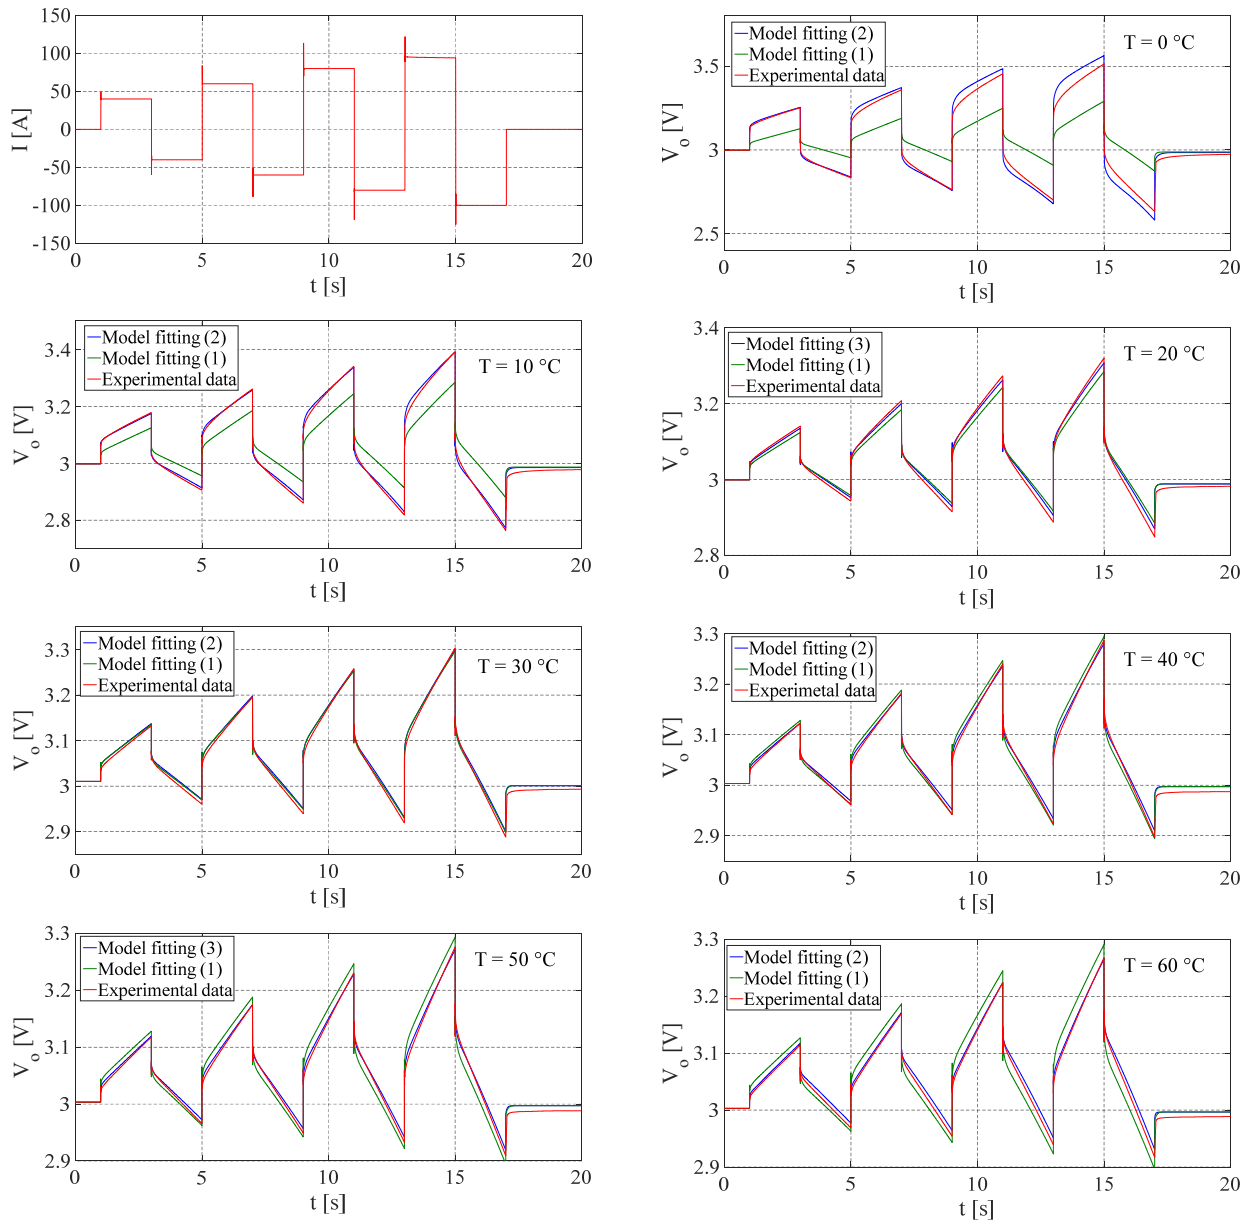 150
100
50
0
-50
-100
-150
I [A]
0 5 10 15 20
t [s]
Model fitting (2)
Model fitting (1)
Experimental data
T = 0 °C
3.5
3
2.5
V_o [V]
0 5 10 15 20
t [s]
Model fitting (2)
Model fitting (1)
Experimental data
T = 10 °C
3.4
3.2
3
2.8
V_o [V]
0 5 10 15 20
t [s]
Model fitting (3)
Model fitting (1)
Experimental data
T = 20 °C
3.4
3.2
3
2.8
V_o [V]
0 5 10 15 20
t [s]
Model fitting (2)
Model fitting (1)
Experimental data
T = 30 °C
3.3
3.2
3.1
3
2.9
V_o [V]
0 5 10 15 20
t [s]
Model fitting (2)
Model fitting (1)
Experimetal data
T = 40 °C
3.3
3.2
3.1
3
2.9
V_o [V]
0 5 10 15 20
t [s]
Model fitting (3)
Model fitting (1)
Experimental data
T = 50 °C
3.3
3.2
3.1
3
2.9
V_o [V]
0 5 10 15 20
t [s]
Model fitting (2)
Model fitting (1)
Experimental data
T = 60 °C
3.3
3.2
3.1
3
2.9
V_o [V]
0 5 10 15 20
t [s]